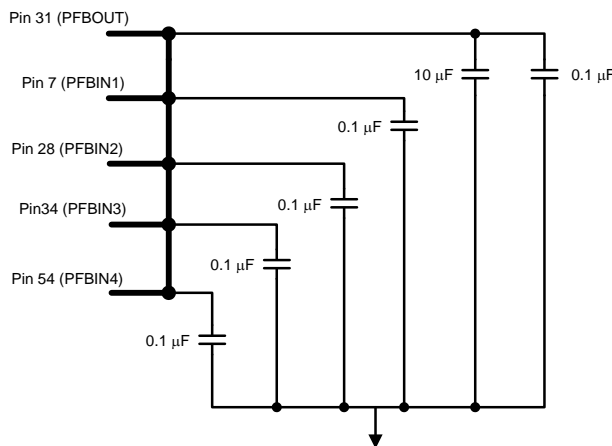 Pin 31 (PFBOUT)
10 µF
0.1 µF
Pin 7 (PFBIN1)
0.1 µF
Pin 28 (PFBIN2)
0.1 µF
Pin34 (PFBIN3)
0.1 µF
Pin 54 (PFBIN4)
0.1 µF